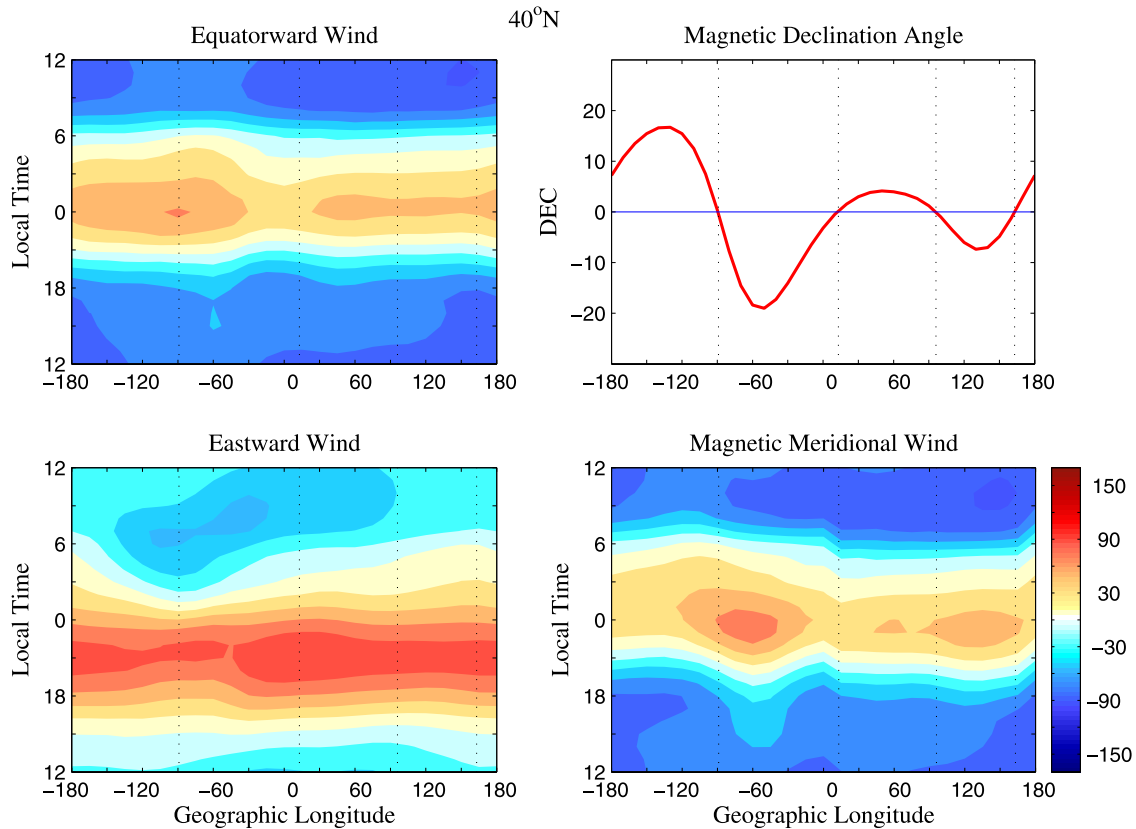 40°N
Equatorward Wind
12
6
0
18
12
Local Time
−180 −120 −60 0 60 120 180
Magnetic Declination Angle
20
10
0
−10
−20
DEC
−180 −120 −60 0 60 120 180
Eastward Wind
12
6
0
18
12
Local Time
−180 −120 −60 0 60 120 180
Geographic Longitude
Magnetic Meridional Wind
12
6
0
18
12
Local Time
−180 −120 −60 0 60 120 180
Geographic Longitude
150
90
30
−30
−90
−150